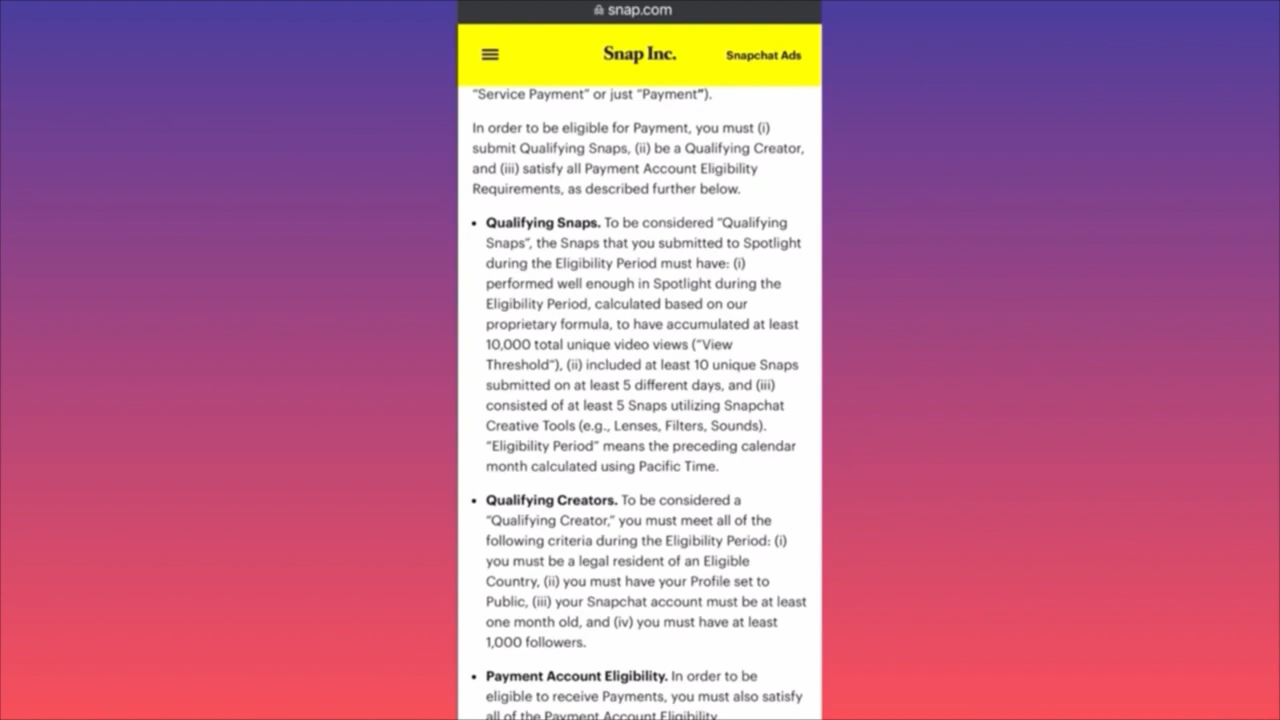 snap.com
Snap Inc.
Snapchat Ads
"Service Payment" or just "Payment").
In order to be eligible for Payment, you must (i)
submit Qualifying Snaps, (ii) be a Qualifying Creator,
and (iii) satisfy all Payment Account Eligibility
Requirements, as described further below.
• Qualifying Snaps. To be considered "Qualifying
Snaps", the Snaps that you submitted to Spotlight
during the Eligibility Period must have: (i)
performed well enough in Spotlight during the
Eligibility Period, calculated based on our
proprietary formula, to have accumulated at least
10,000 total unique video views ("View
Threshold"), (ii) included at least 10 unique Snaps
submitted on at least 5 different days, and (iii)
consisted of at least 5 Snaps utilizing Snapchat
Creative Tools (e.g., Lenses, Filters, Sounds).
"Eligibility Period" means the preceding calendar
month calculated using Pacific Time.
• Qualifying Creators. To be considered a
"Qualifying Creator," you must meet all of the
following criteria during the Eligibility Period: (i)
you must be a legal resident of an Eligible
Country, (ii) you must have your Profile set to
Public, (iii) your Snapchat account must be at least
one month old, and (iv) you must have at least
1,000 followers.
• Payment Account Eligibility. In order to be
eligible to receive Payments, you must also satisfy
all of the Payment Account Eligibility